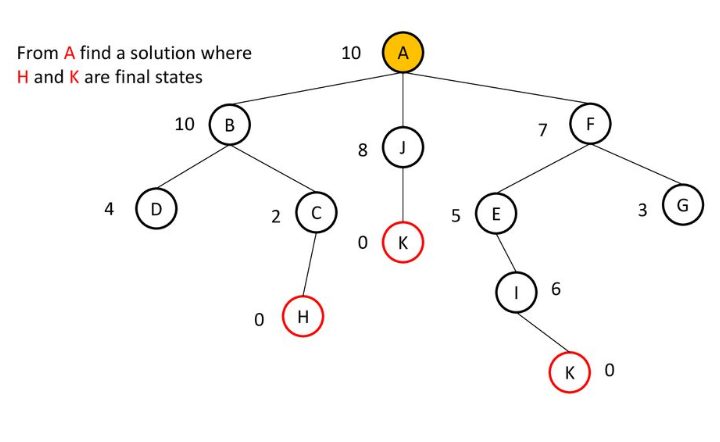 From A find a solution where
H and K are final states
10 A
10 B
8 J
7 F
4 D
2 C
0 K
5 E
3 G
0 H
I 6
K 0